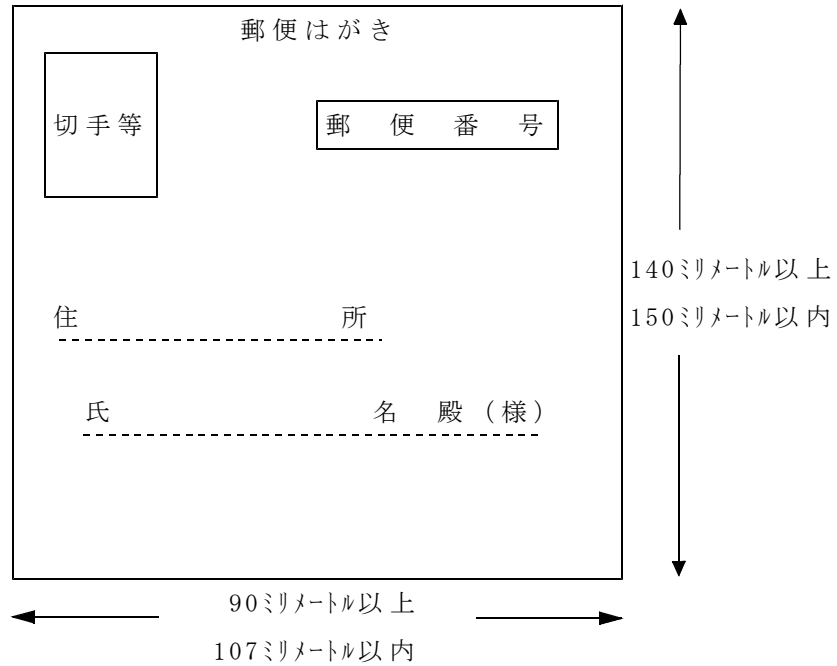 郵便はがき
切手等
郵便番号
140ミリメートル以上
150ミリメートル以内
住所
氏名殿(様)
90ミリメートル以上
107ミリメートル以内